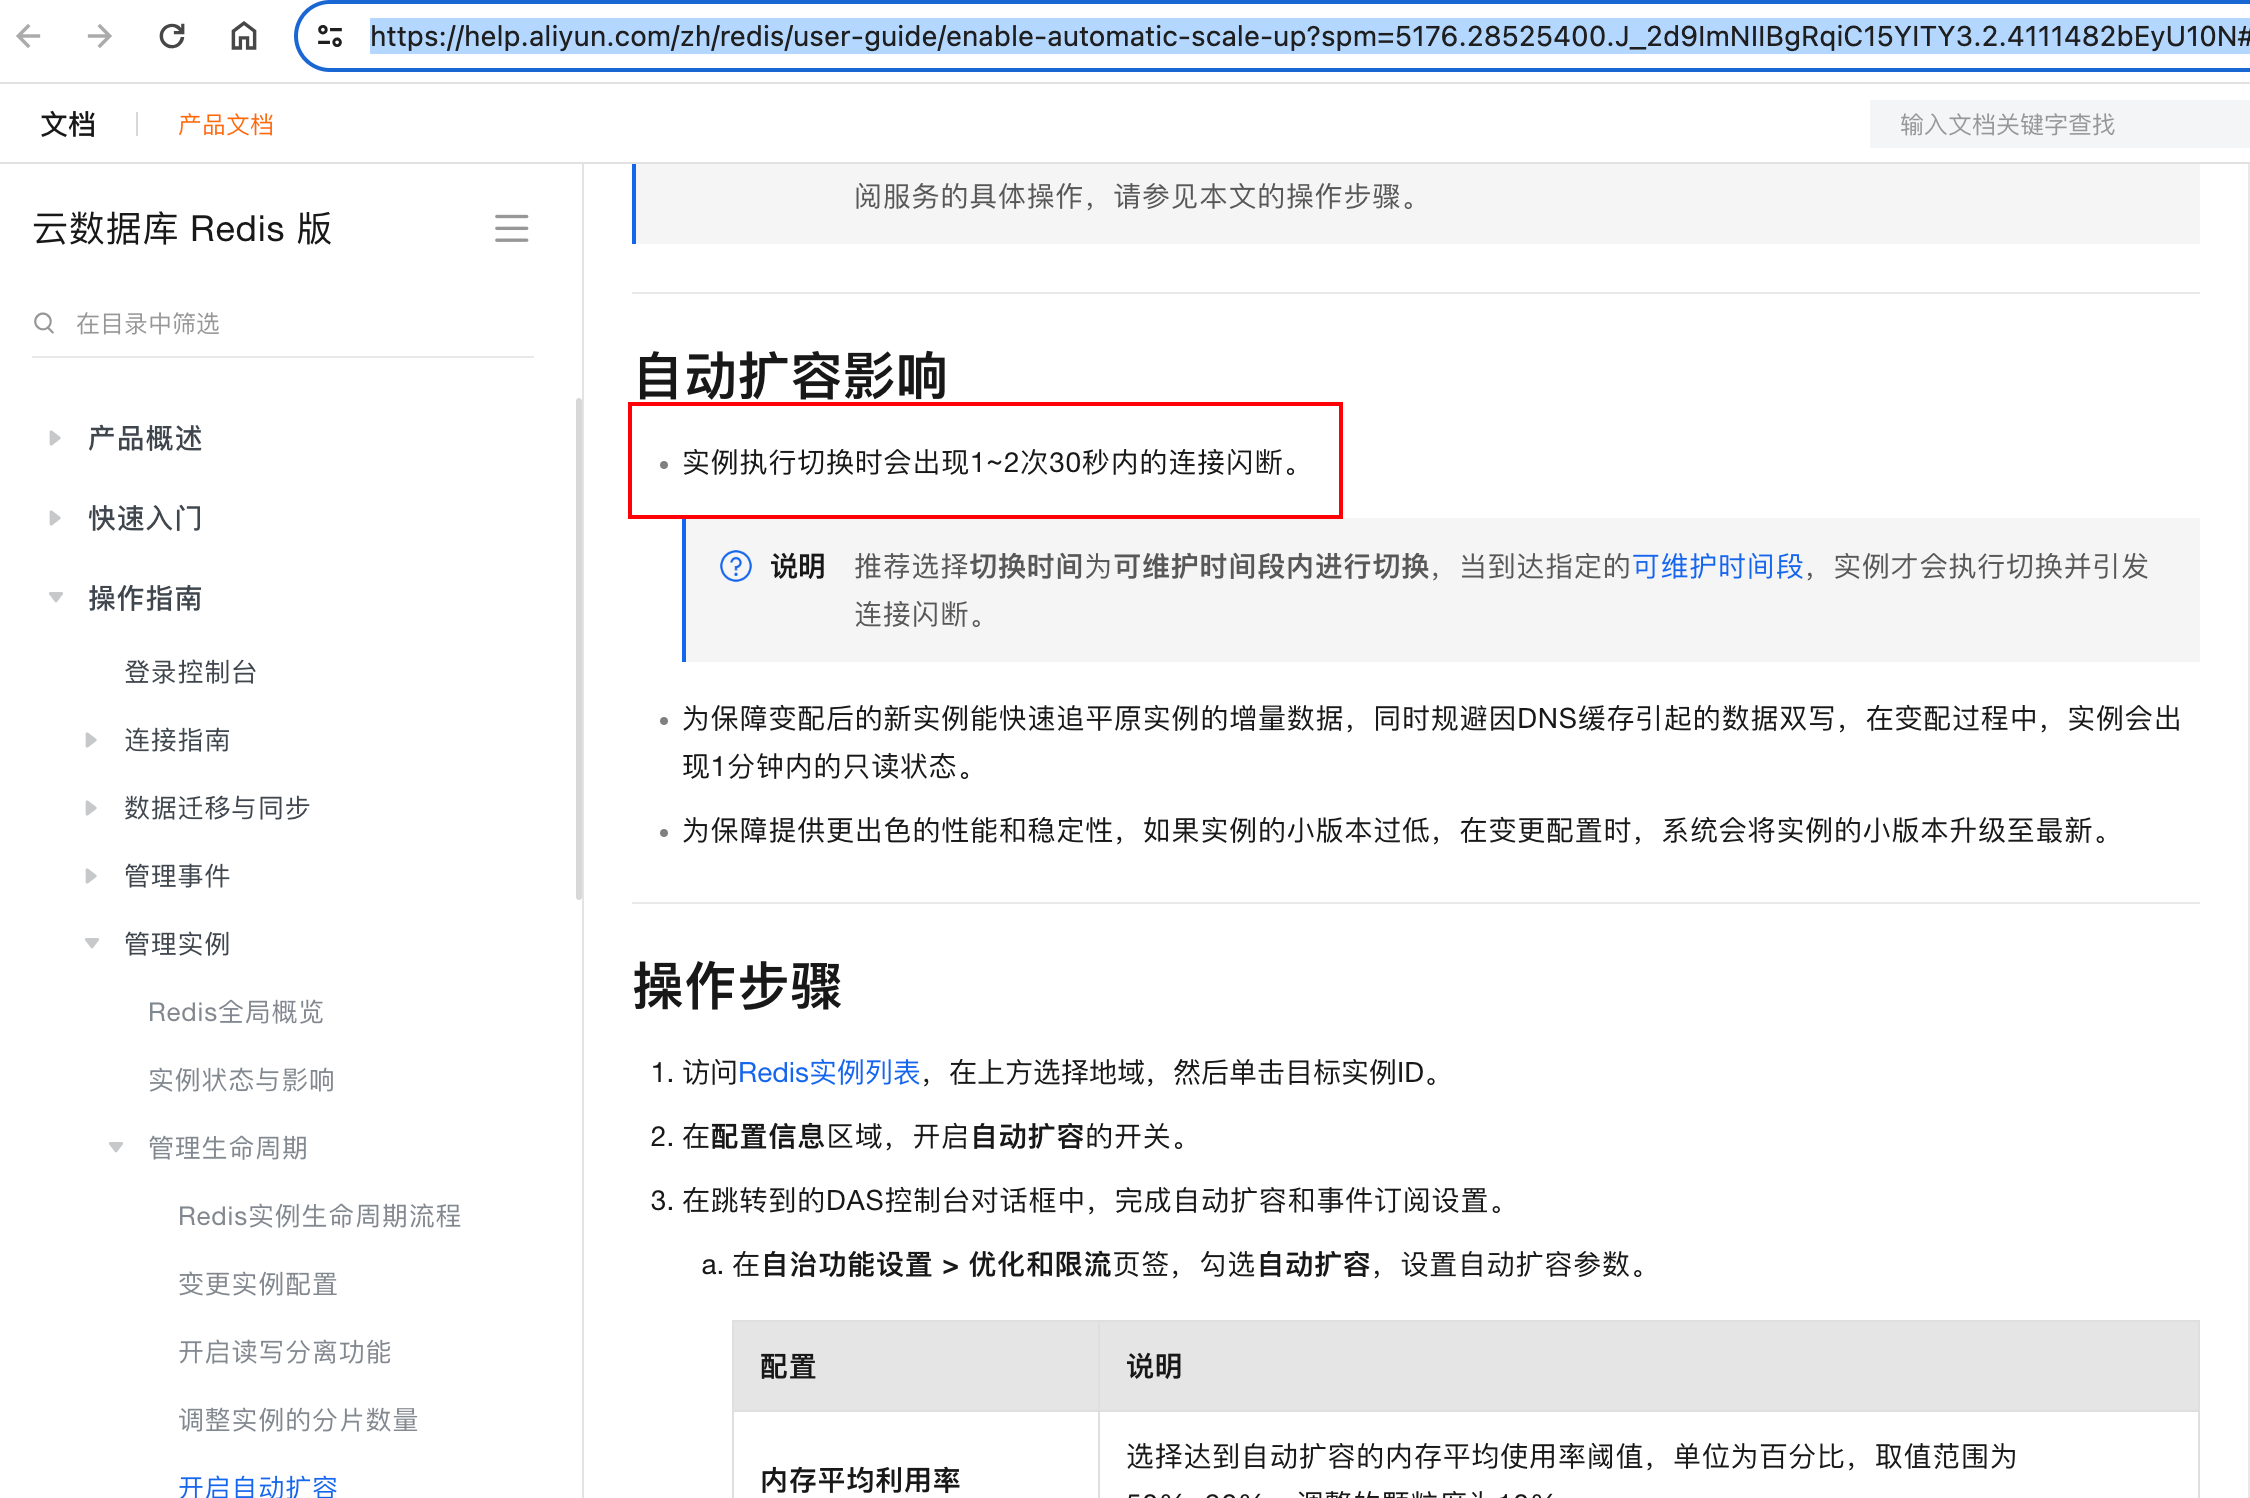 https://help.aliyun.com/zh/redis/user-guide/enable-automatic-scale-up?spm=5176.28525400.J_2d9ImNIIBgRqiC15YITY3.2.4111482bEyU10N#
文档
产品文档
输入文档关键字查找
云数据库 Redis 版
在目录中筛选
产品概述
快速入门
操作指南
登录控制台
连接指南
数据迁移与同步
管理事件
管理实例
Redis全局概览
实例状态与影响
管理生命周期
Redis实例生命周期流程
变更实例配置
开启读写分离功能
调整实例的分片数量
开启自动扩容
阅服务的具体操作，请参见本文的操作步骤。
自动扩容影响
• 实例执行切换时会出现1~2次30秒内的连接闪断。
说明 推荐选择切换时间为可维护时间段内进行切换，当到达指定的可维护时间段，实例才会执行切换并引发
连接闪断。
• 为保障变配后的新实例能快速追平原实例的增量数据，同时规避因DNS缓存引起的数据双写，在变配过程中，实例会出
现1分钟内的只读状态。
• 为保障提供更出色的性能和稳定性，如果实例的小版本过低，在变更配置时，系统会将实例的小版本升级至最新。
操作步骤
1. 访问Redis实例列表，在上方选择地域，然后单击目标实例ID。
2. 在配置信息区域，开启自动扩容的开关。
3. 在跳转到的DAS控制台对话框中，完成自动扩容和事件订阅设置。
a. 在自治功能设置 > 优化和限流页签，勾选自动扩容，设置自动扩容参数。
配置 说明
内存平均利用率
选择达到自动扩容的内存平均使用率阈值，单位为百分比，取值范围为